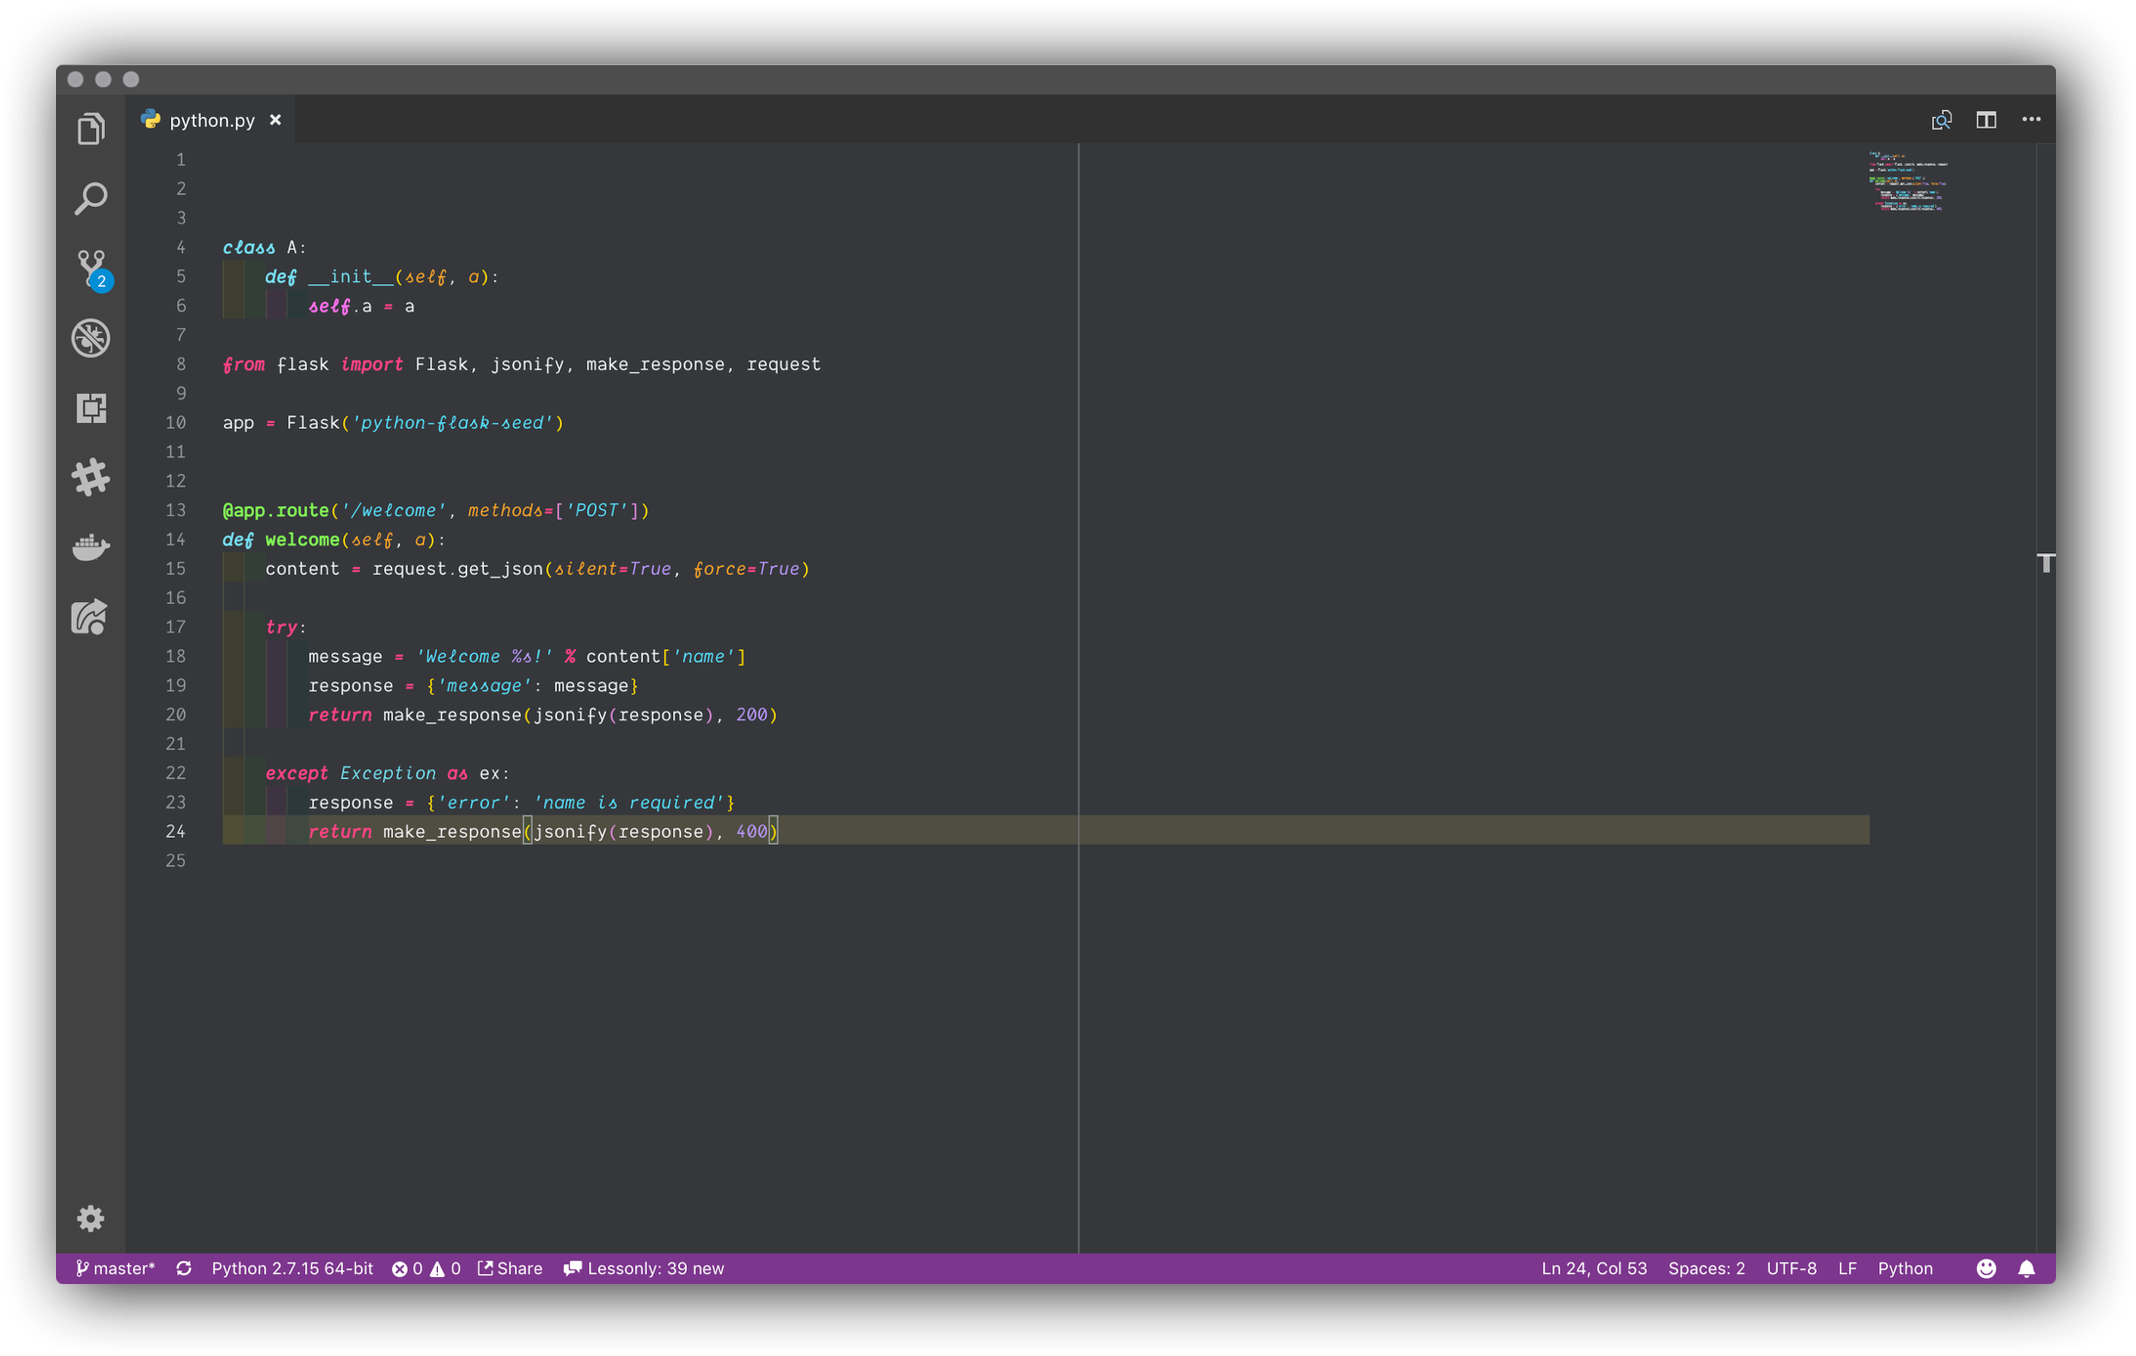 python.py
1
2
3
4 class A:
5     def __init__(self, a):
6         self.a = a
7
8 from flask import Flask, jsonify, make_response, request
9
10 app = Flask('python-flask-seed')
11
12
13 @app.route('/welcome', methods=['POST'])
14 def welcome(self, a):
15     content = request.get_json(silent=True, force=True)
16
17     try:
18         message = 'Welcome %s!' % content['name']
19         response = {'message': message}
20         return make_response(jsonify(response), 200)
21
22     except Exception as ex:
23         response = {'error': 'name is required'}
24         return make_response(jsonify(response), 400)
25
2
T
master* Python 2.7.15 64-bit 0 0 Share Lessonly: 39 new Ln 24, Col 53 Spaces: 2 UTF-8 LF Python